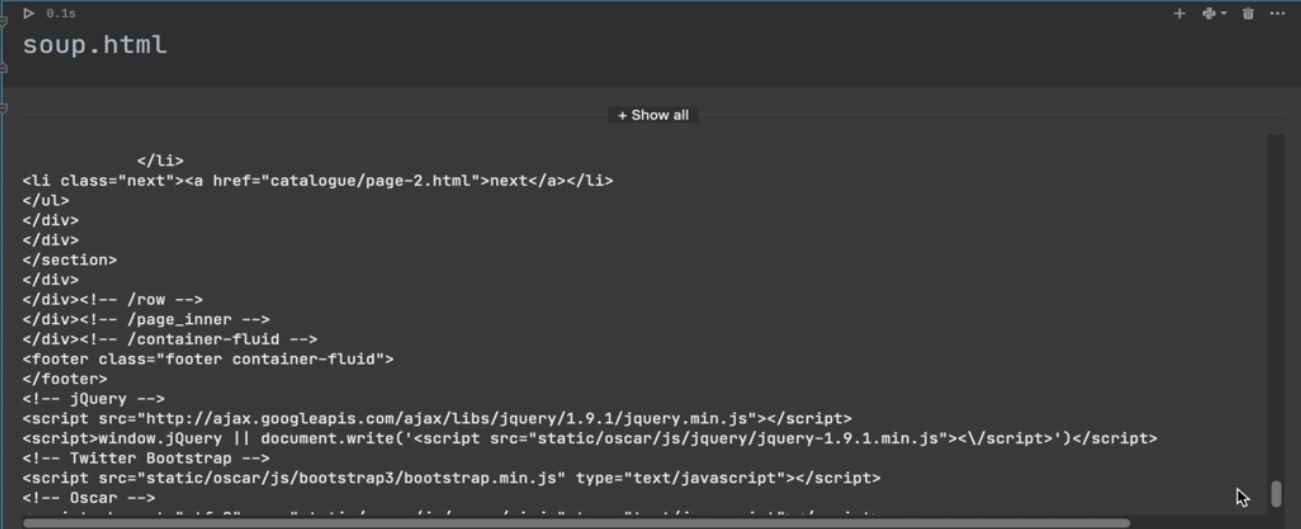 0.1s
soup.html
+ Show all
</li>
<li class="next"><a href="catalogue/page-2.html">next</a></li>
</ul>
</div>
</div>
</section>
</div>
</div><!-- /row -->
</div><!-- /page_inner -->
</div><!-- /container-fluid -->
<footer class="footer container-fluid">
</footer>
<!-- jQuery -->
<script src="http://ajax.googleapis.com/ajax/libs/jquery/1.9.1/jquery.min.js"></script>
<script>window.jQuery || document.write('<script src="static/oscar/js/jquery/jquery-1.9.1.min.js"><\/script>')</script>
<!-- Twitter Bootstrap -->
<script src="static/oscar/js/bootstrap3/bootstrap.min.js" type="text/javascript"></script>
<!-- Oscar -->